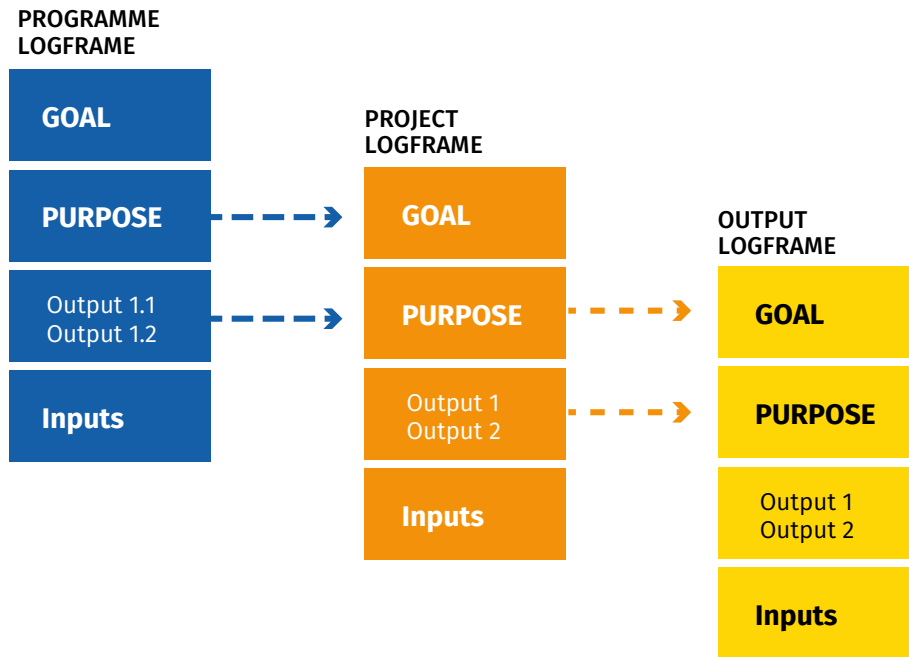 PROGRAMME
LOGFRAME
GOAL
PURPOSE
Output 1.1
Output 1.2
Inputs
PROJECT
LOGFRAME
GOAL
PURPOSE
Output 1
Output 2
Inputs
OUTPUT
LOGFRAME
GOAL
PURPOSE
Output 1
Output 2
Inputs